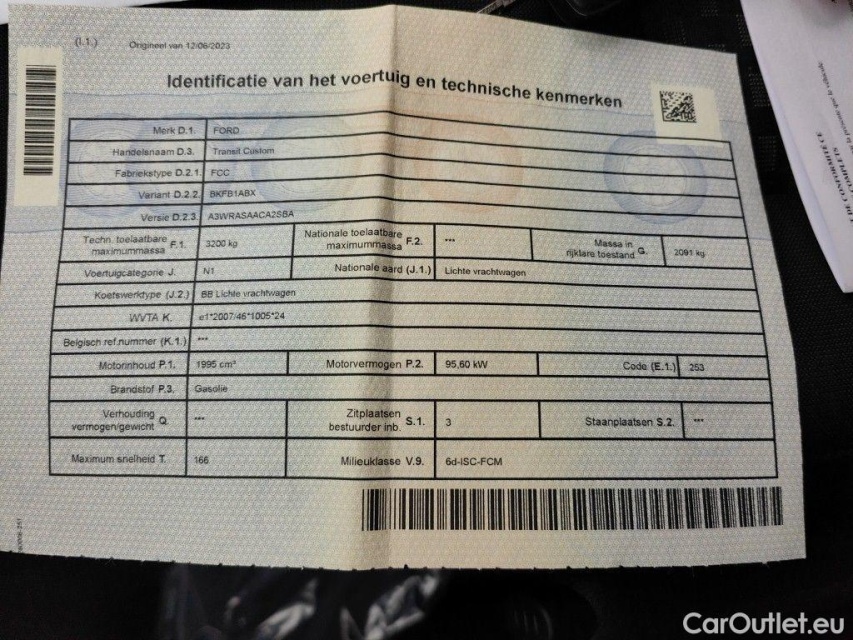 (I.1.) Origineel van 12/06/2023
Identificatie van het voertuig en technische kenmerken
Merk D.1. FORD
Handelsnaam D.3. Transit Custom
Fabriekstype D.2.1. FCC
Variant D.2.2. BKFB1ABX
Versie D.2.3. A3WRASAACA2SBA
Techn. toelaatbare maximummassa F.1. 3200 kg Nationale toelaatbare maximummassa F.2. *** Massa in rijklare toestand G. 2091 kg
Voertuigcategorie J. N1 Nationale aard (J.1.) Lichte vrachtwagen
Koetswerktype (J.2.) BB Lichte vrachtwagen
WVTA K. e1*2007/46*1005*24
Belgisch ref.nummer (K.1.) ***
Motorinhoud P.1. 1995 cm³ Motorvermogen P.2. 95,60 kW Code (E.1.) 253
Brandstof P.3. Gasolie
Verhouding vermogen/gewicht Q. *** Zitplaatsen bestuurder inb. S.1. 3 Staanplaatsen S.2. ***
Maximum snelheid T. 166 Milieuklasse V.9. 6d-ISC-FCM
CarOutlet.eu